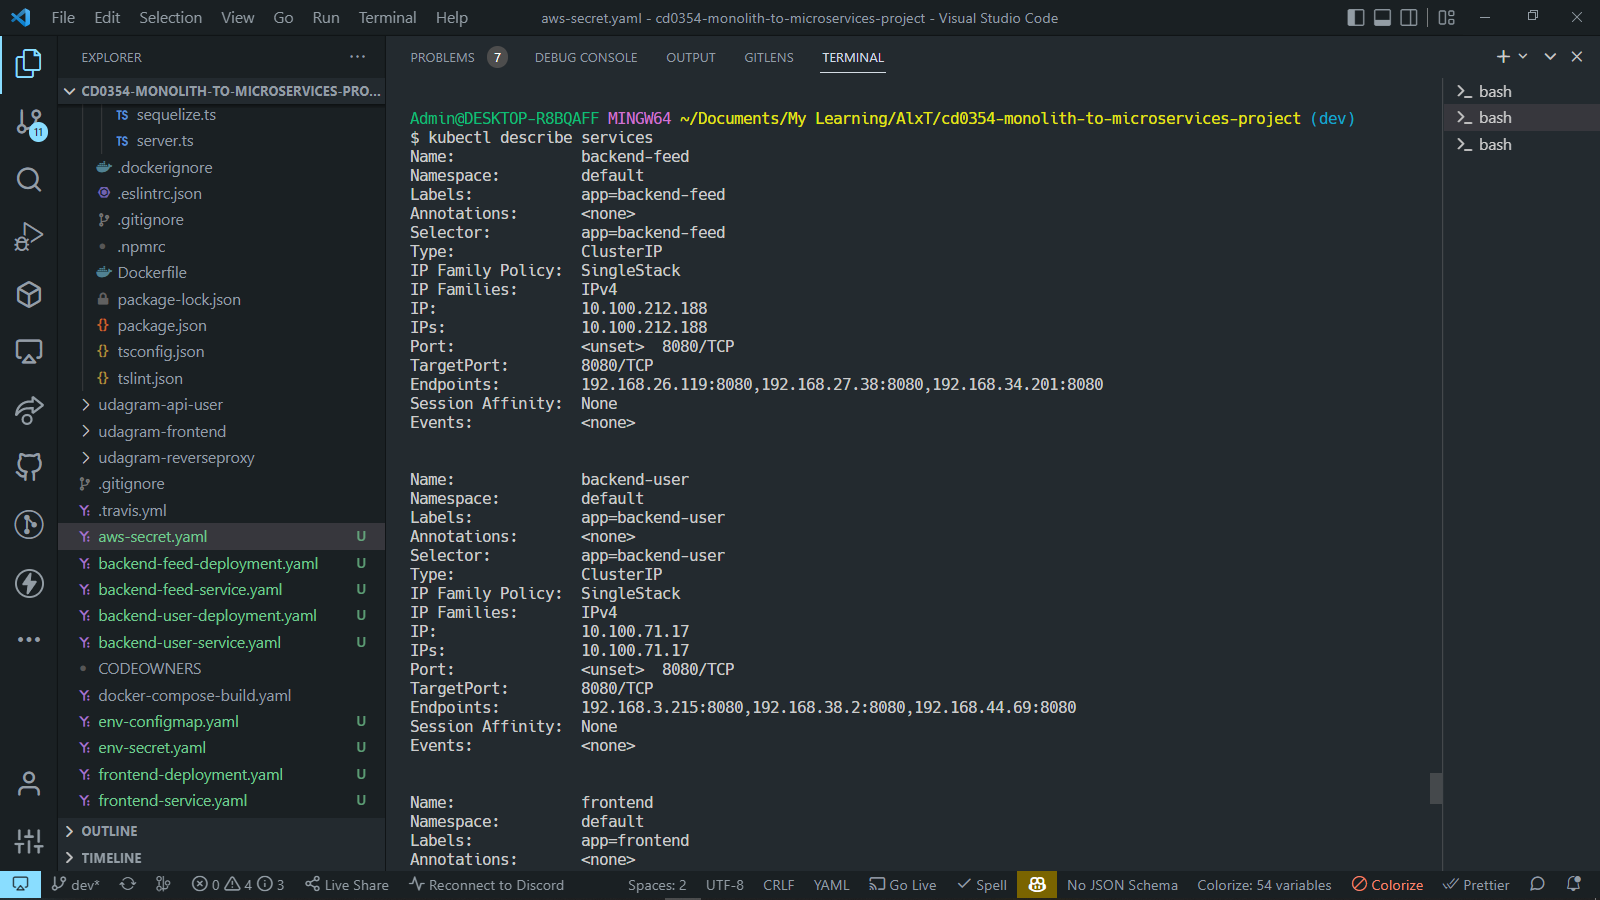 File Edit Selection View Go Run Terminal Help
aws-secret.yaml - cd0354-monolith-to-microservices-project - Visual Studio Code
EXPLORER
CD0354-MONOLITH-TO-MICROSERVICES-PRO...
TS sequelize.ts
TS server.ts
.dockerignore
.eslintrc.json
.gitignore
.npmrc
Dockerfile
package-lock.json
{} package.json
{} tsconfig.json
{} tslint.json
udagram-api-user
udagram-frontend
udagram-reverseproxy
.gitignore
.travis.yml
aws-secret.yaml U
backend-feed-deployment.yaml U
backend-feed-service.yaml U
backend-user-deployment.yaml U
backend-user-service.yaml U
CODEOWNERS
docker-compose-build.yaml
env-configmap.yaml U
env-secret.yaml U
frontend-deployment.yaml U
frontend-service.yaml U
OUTLINE
TIMELINE
11
PROBLEMS 7 DEBUG CONSOLE OUTPUT GITLENS TERMINAL
Admin@DESKTOP-R8BQAFF MINGW64 ~/Documents/My Learning/AlxT/cd0354-monolith-to-microservices-project (dev)
$ kubectl describe services
Name: backend-feed
Namespace: default
Labels: app=backend-feed
Annotations: <none>
Selector: app=backend-feed
Type: ClusterIP
IP Family Policy: SingleStack
IP Families: IPv4
IP: 10.100.212.188
IPs: 10.100.212.188
Port: <unset> 8080/TCP
TargetPort: 8080/TCP
Endpoints: 192.168.26.119:8080,192.168.27.38:8080,192.168.34.201:8080
Session Affinity: None
Events: <none>
Name: backend-user
Namespace: default
Labels: app=backend-user
Annotations: <none>
Selector: app=backend-user
Type: ClusterIP
IP Family Policy: SingleStack
IP Families: IPv4
IP: 10.100.71.17
IPs: 10.100.71.17
Port: <unset> 8080/TCP
TargetPort: 8080/TCP
Endpoints: 192.168.3.215:8080,192.168.38.2:8080,192.168.44.69:8080
Session Affinity: None
Events: <none>
Name: frontend
Namespace: default
Labels: app=frontend
Annotations: <none>
bash
bash
bash
dev* 0 4 3 Live Share Reconnect to Discord Spaces: 2 UTF-8 CRLF YAML Go Live Spell No JSON Schema Colorize: 54 variables Colorize Prettier